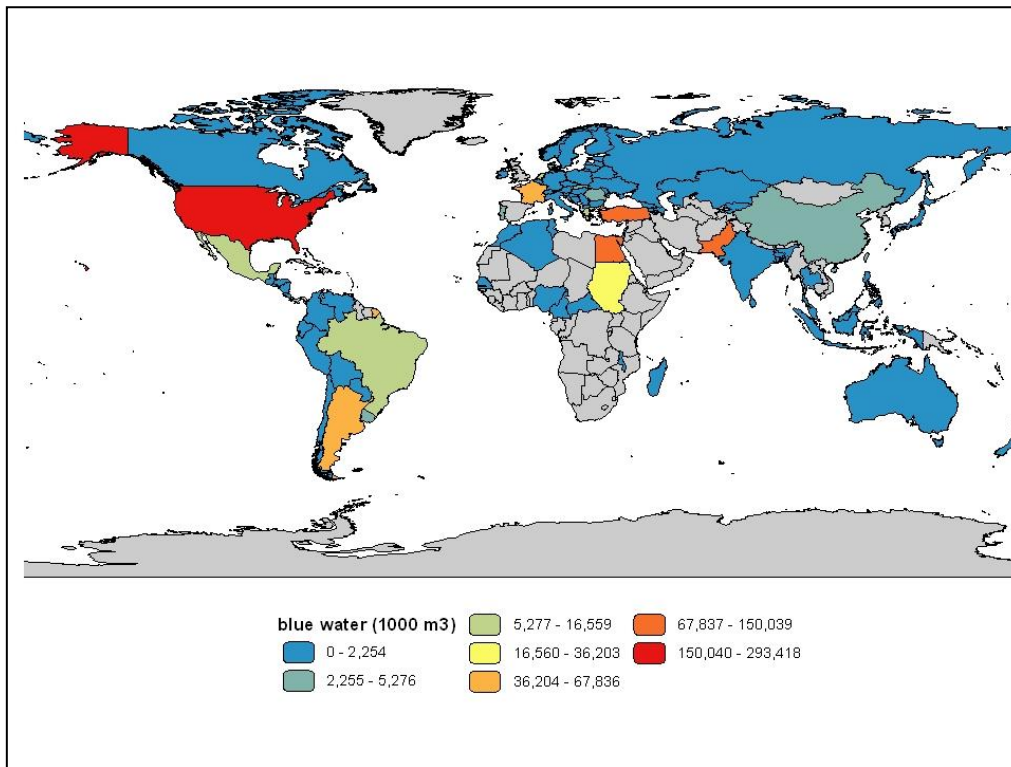 blue water (1000 m3)
0 - 2,254
2,255 - 5,276
5,277 - 16,559
16,560 - 36,203
36,204 - 67,836
67,837 - 150,039
150,040 - 293,418